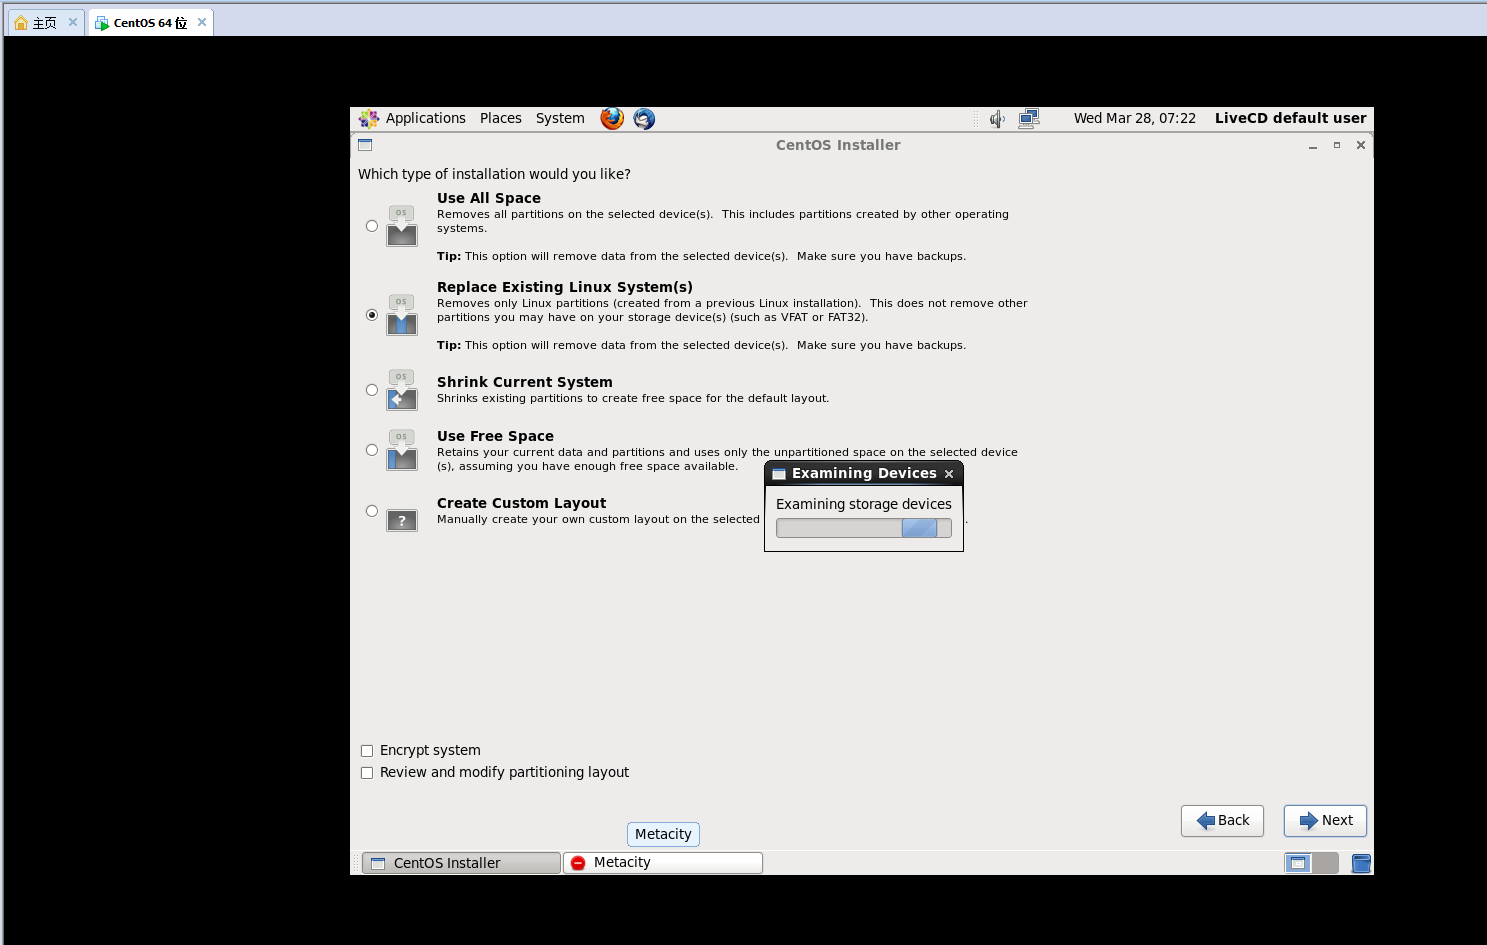 主页
CentOS 64 位
Applications Places System
Wed Mar 28, 07:22 LiveCD default user
CentOS Installer
Which type of installation would you like?
OS
Use All Space
Removes all partitions on the selected device(s). This includes partitions created by other operating
systems.
Tip: This option will remove data from the selected device(s). Make sure you have backups.
OS
Replace Existing Linux System(s)
Removes only Linux partitions (created from a previous Linux installation). This does not remove other
partitions you may have on your storage device(s) (such as VFAT or FAT32).
Tip: This option will remove data from the selected device(s). Make sure you have backups.
OS
Shrink Current System
Shrinks existing partitions to create free space for the default layout.
OS
Use Free Space
Retains your current data and partitions and uses only the unpartitioned space on the selected device
(s), assuming you have enough free space available.
?
Create Custom Layout
Manually create your own custom layout on the selected
.
Examining Devices
Examining storage devices
Encrypt system
Review and modify partitioning layout
Back
Next
Metacity
CentOS Installer
Metacity